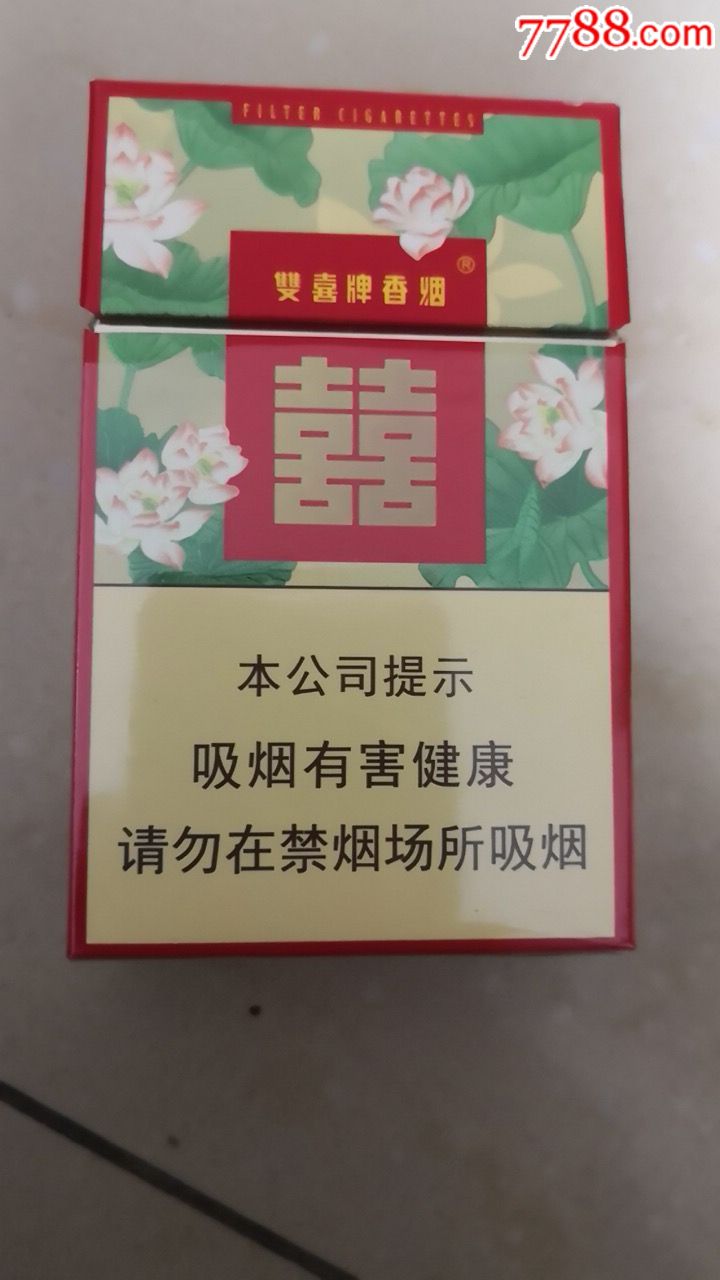 7788.com
FILTER CIGARETTES
雙喜牌香烟®
囍
本公司提示
吸烟有害健康
请勿在禁烟场所吸烟